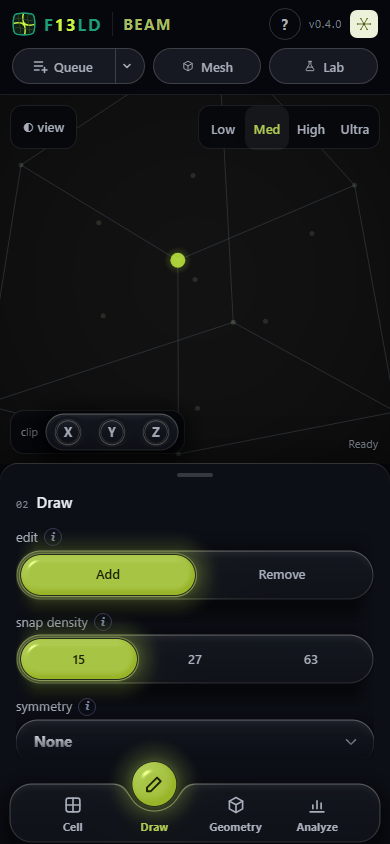 F13LD BEAM ? v0.4.0
Queue Mesh Lab
view Low Med High Ultra
clip X Y Z Ready
02 Draw
edit i
Add Remove
snap density i
15 27 63
symmetry i
None
Cell Draw Geometry Analyze